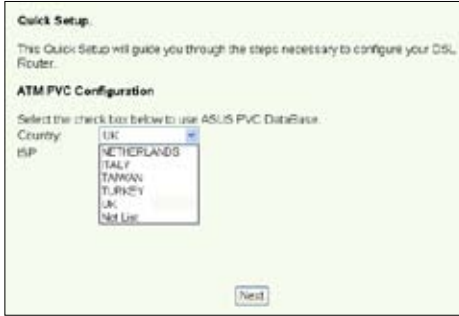 Quick Setup
This Quick Setup will guide you through the steps necessary to configure your DSL
Router.
ATM PVC Configuration
Select the check box below to use ASUS PVC DataBase.
Country UK
ISP NETHERLANDS
ITALY
TAIWAN
TURKEY
UK
Not List
Next